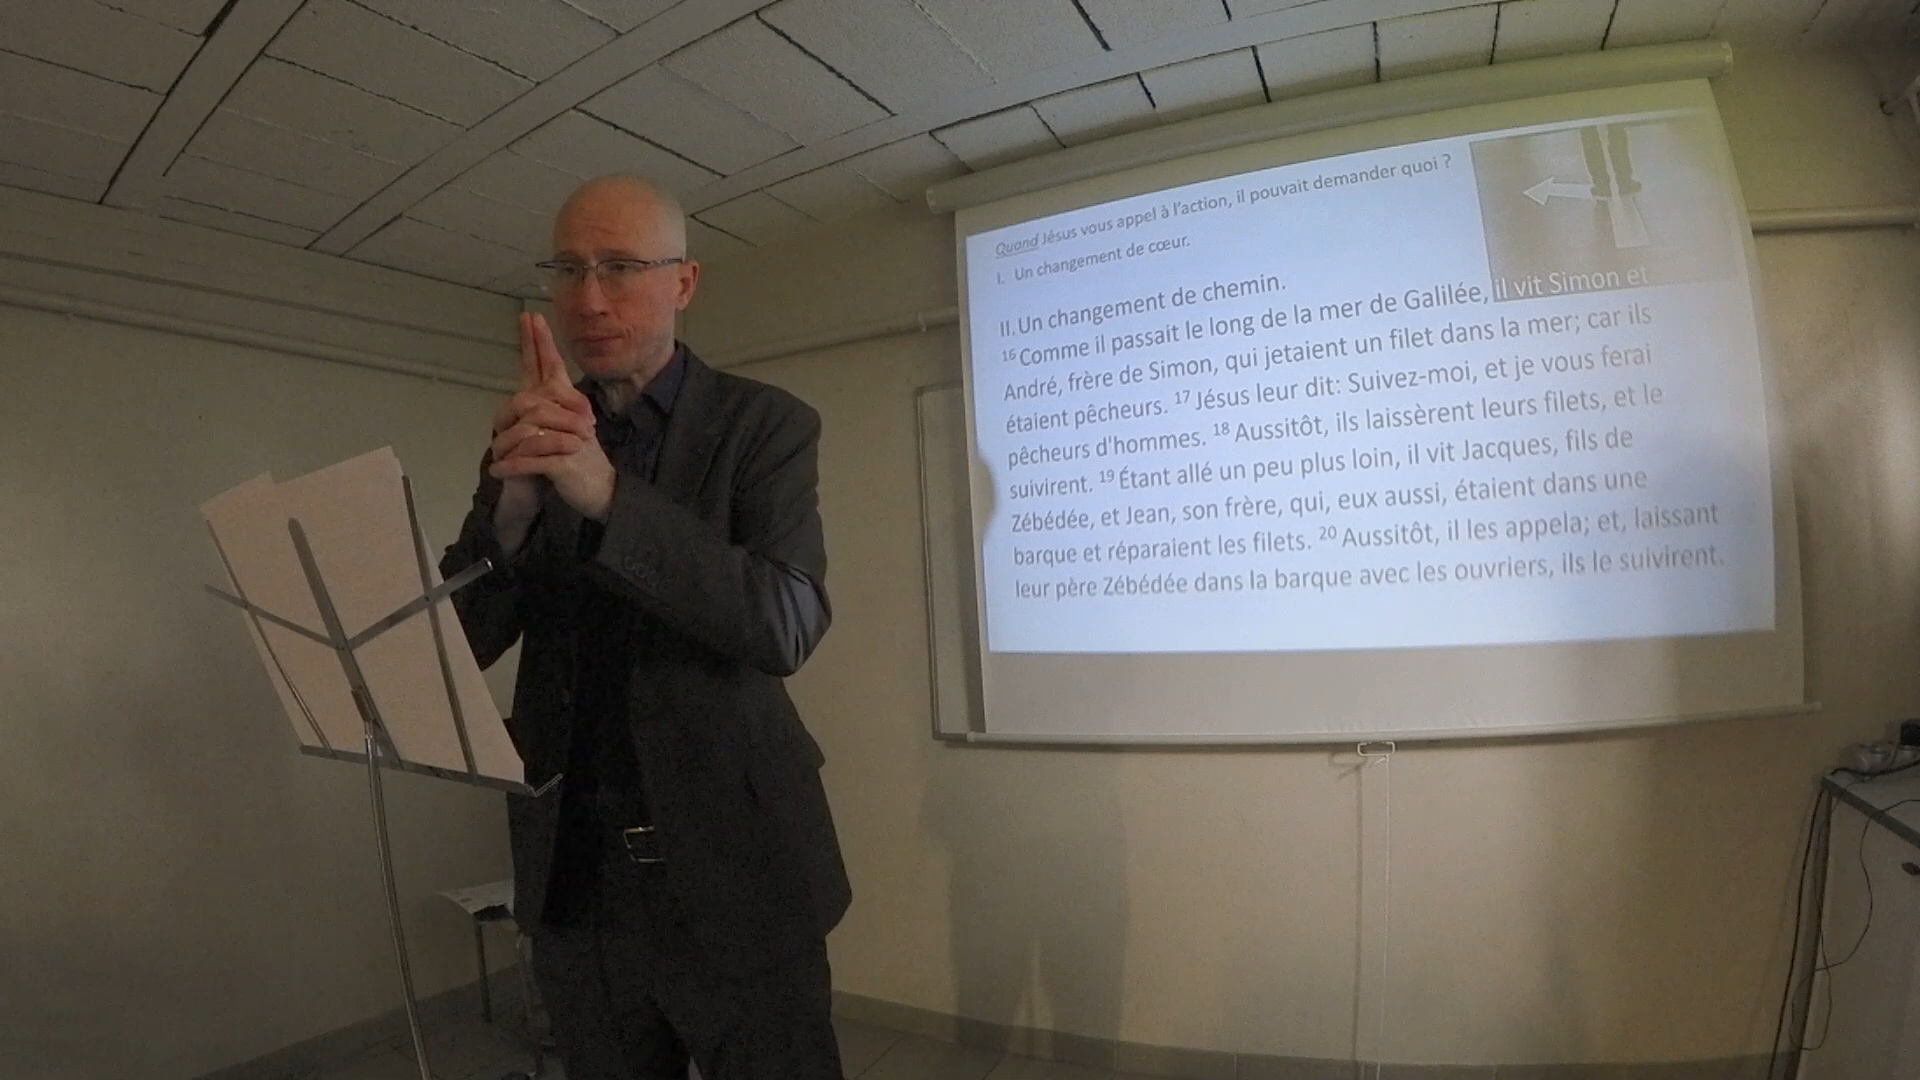 Quand Jésus vous appel à l'action, il pouvait demander quoi ?
I. Un changement de cœur.
II. Un changement de chemin.
16 Comme il passait le long de la mer de Galilée, il vit Simon et
André, frère de Simon, qui jetaient un filet dans la mer; car ils
étaient pêcheurs. 17 Jésus leur dit: Suivez-moi, et je vous ferai
pêcheurs d'hommes. 18 Aussitôt, ils laissèrent leurs filets, et le
suivirent. 19 Étant allé un peu plus loin, il vit Jacques, fils de
Zébédée, et Jean, son frère, qui, eux aussi, étaient dans une
barque et réparaient les filets. 20 Aussitôt, il les appela; et, laissant
leur père Zébédée dans la barque avec les ouvriers, ils le suivirent.